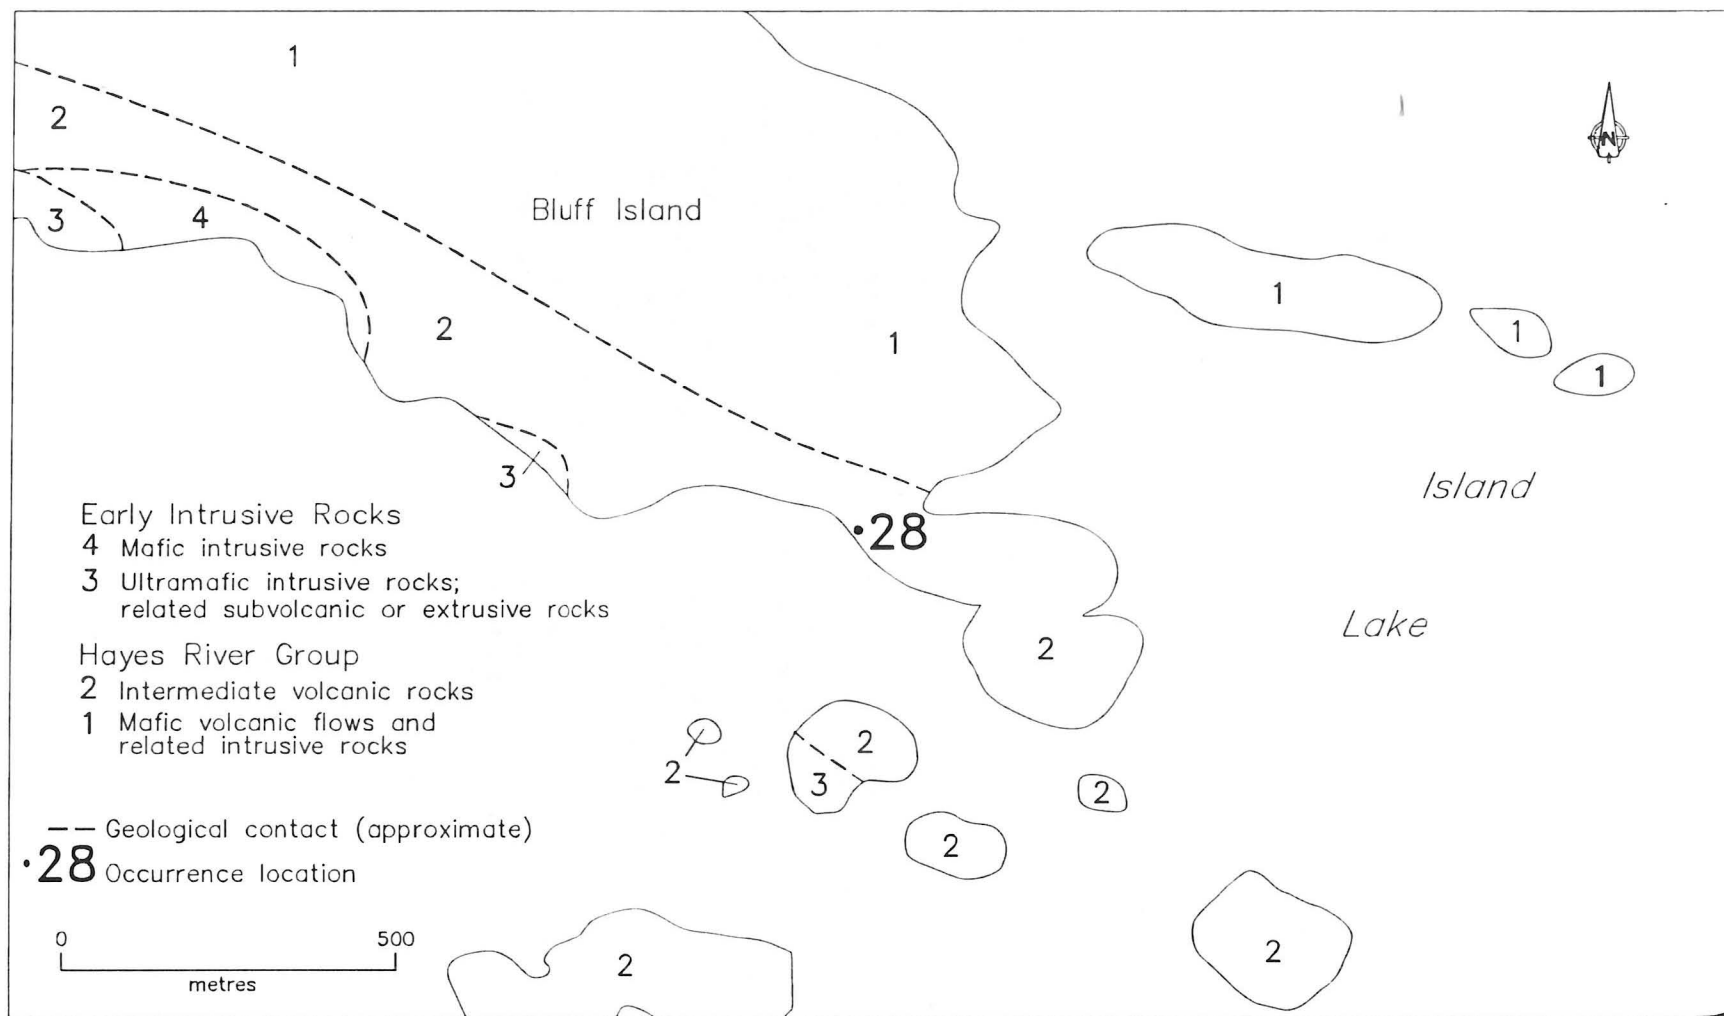 1
2
3
4
Bluff Island
N
1
2
1
1
1
3
Island
·28
Early Intrusive Rocks
4 Mafic intrusive rocks
3 Ultramafic intrusive rocks;
related subvolcanic or extrusive rocks
Lake
Hayes River Group
2 Intermediate volcanic rocks
1 Mafic volcanic flows and
related intrusive rocks
2
2
2
3
2
2
Geological contact (approximate)
·28 Occurrence location
0 500
metres
2
2